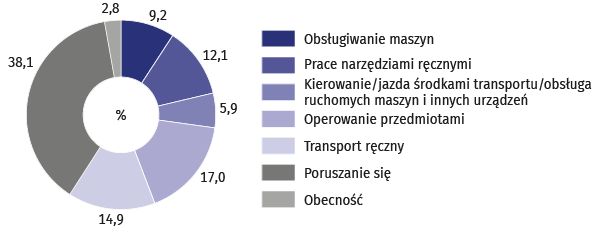 2,8
9,2
12,1
5,9
17,0
14,9
38,1
%
Obsługiwanie maszyn
Prace narzędziami ręcznymi
Kierowanie/jazda środkami transportu/obsługa
ruchomych maszyn i innych urządzeń
Operowanie przedmiotami
Transport ręczny
Poruszanie się
Obecność